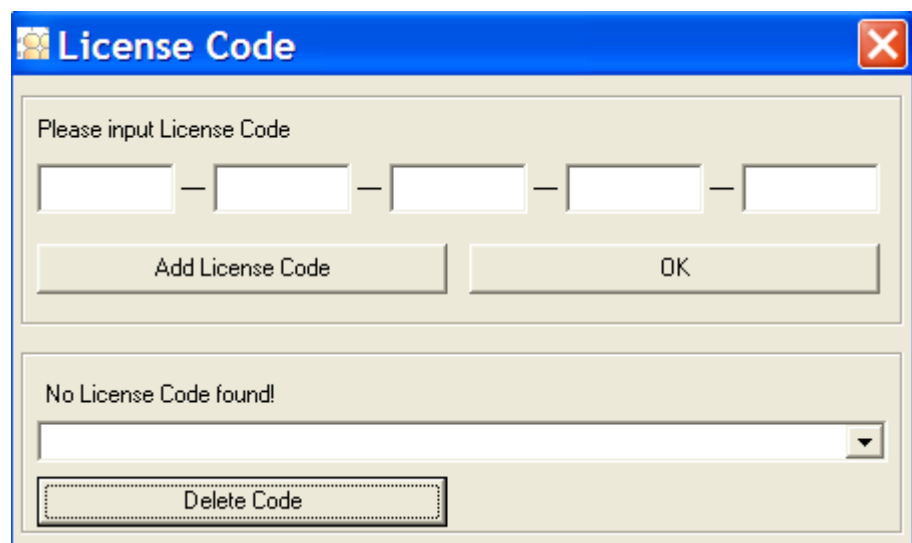 License Code
Please input License Code
— — — —
Add License Code OK
No License Code found!
Delete Code